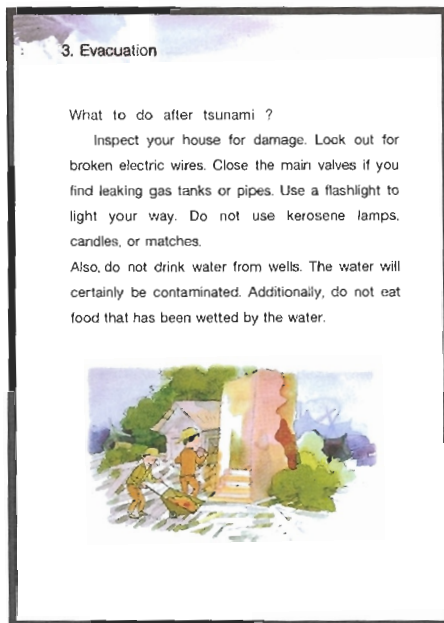 3. Evacuation
What to do after tsunami ?
Inspect your house for damage. Look out for
broken electric wires. Close the main valves if you
find leaking gas tanks or pipes. Use a flashlight to
light your way. Do not use kerosene lamps,
candles, or matches.
Also, do not drink water from wells. The water will
certainly be contaminated. Additionally, do not eat
food that has been wetted by the water.